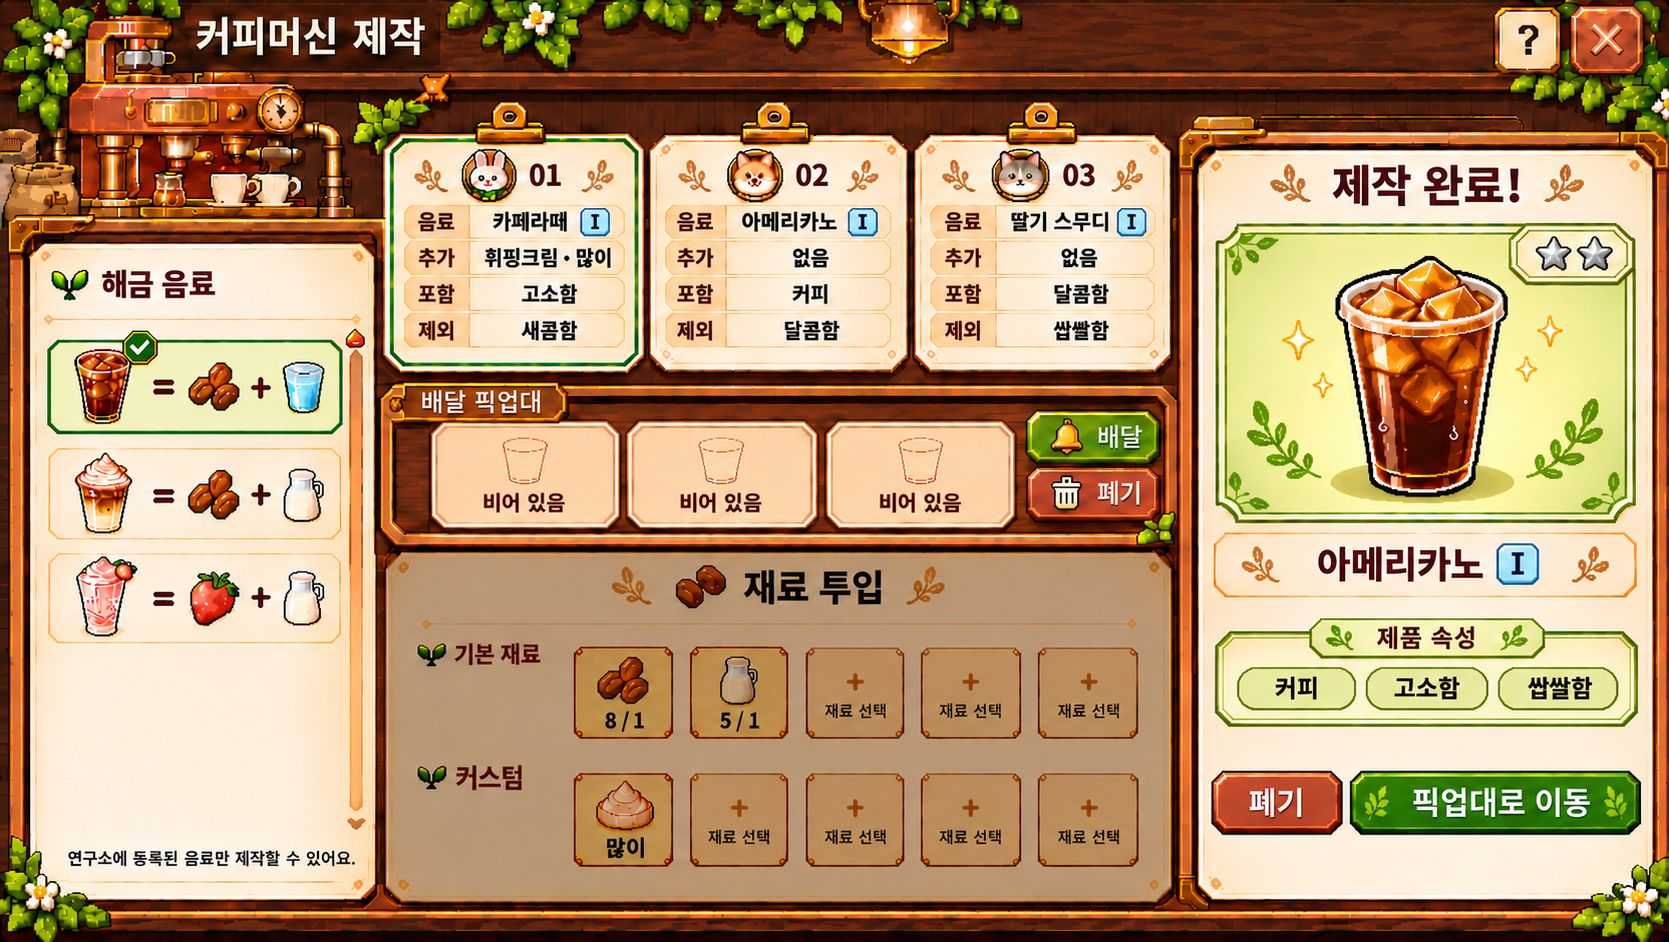 커피머신 제작
?
01
음료 카페라떼 I
추가 휘핑크림 • 많이
포함 고소함
제외 새콤함
02
음료 아메리카노 I
추가 없음
포함 커피
제외 달콤함
03
음료 딸기 스무디 I
추가 없음
포함 달콤함
제외 쌉쌀함
해금 음료
= +
= +
= +
연구소에 등록된 음료만 제작할 수 있어요.
배달 픽업대
비어 있음
비어 있음
비어 있음
배달
폐기
재료 투입
기본 재료
8/1
5/1
+ 재료 선택
+ 재료 선택
+ 재료 선택
커스텀
많이
+ 재료 선택
+ 재료 선택
+ 재료 선택
+ 재료 선택
제작 완료!
아메리카노 I
제품 속성
커피
고소함
쌉쌀함
폐기
픽업대로 이동